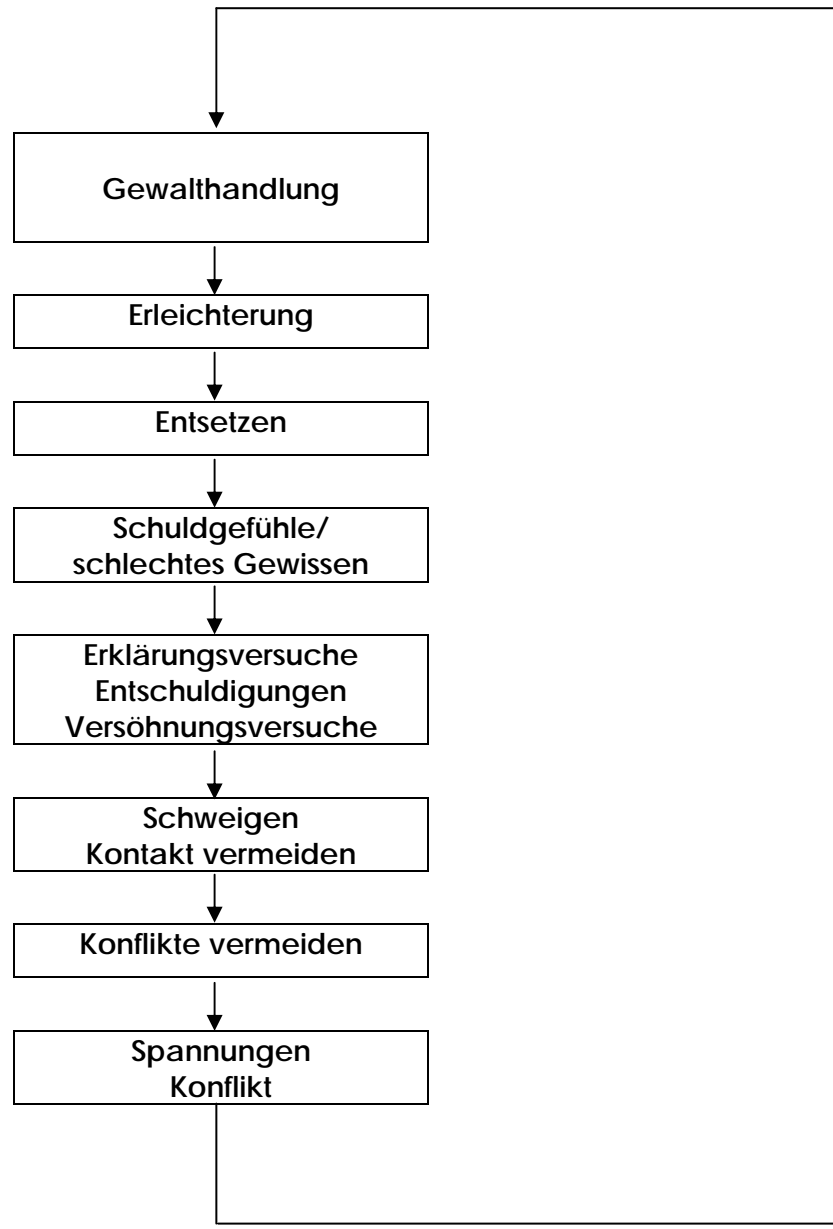 Gewalthandlung
Erleichterung
Entsetzen
Schuldgefühle/
schlechtes Gewissen
Erklärungsversuche
Entschuldigungen
Versöhnungsversuche
Schweigen
Kontakt vermeiden
Konflikte vermeiden
Spannungen
Konflikt